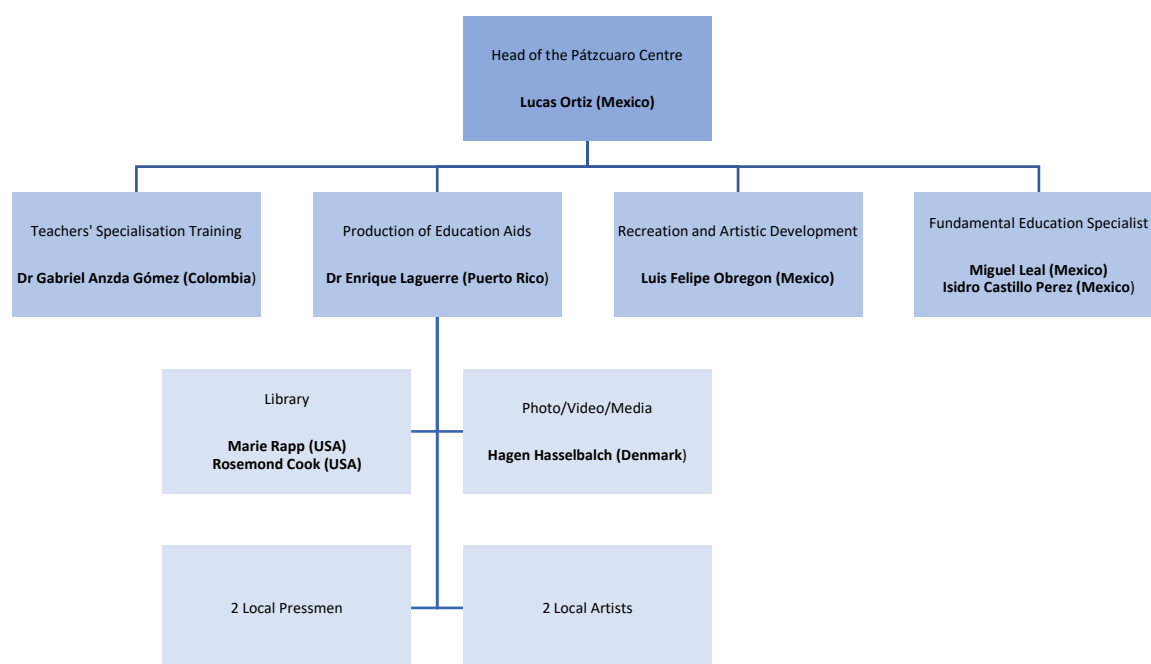 Head of the Pátzcuaro Centre
Lucas Ortiz (Mexico)
Teachers' Specialisation Training
Dr Gabriel Anzda Gómez (Colombia)
Production of Education Aids
Dr Enrique Laguerre (Puerto Rico)
Recreation and Artistic Development
Luis Felipe Obregon (Mexico)
Fundamental Education Specialist
Miguel Leal (Mexico)
Isidro Castillo Perez (Mexico)
Library
Marie Rapp (USA)
Rosemond Cook (USA)
Photo/Video/Media
Hagen Hasselbalch (Denmark)
2 Local Pressmen
2 Local Artists